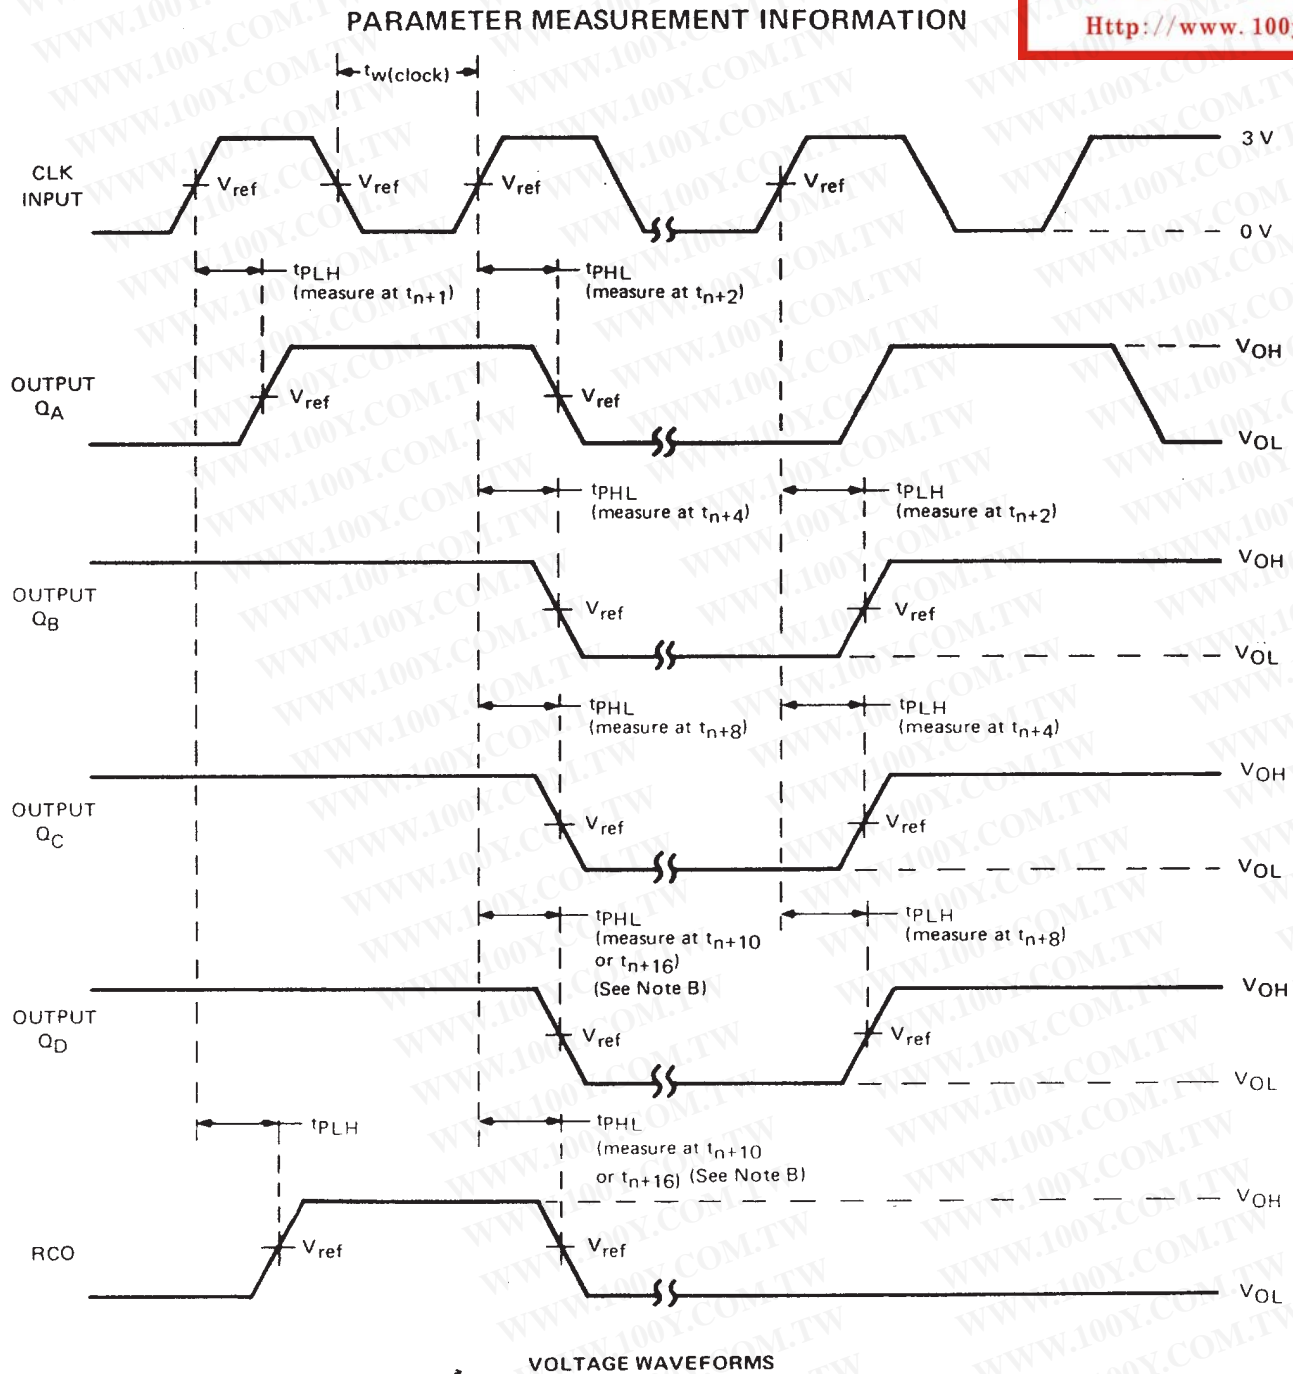 PARAMETER MEASUREMENT INFORMATION
Http://www.100
tw(clock)
3 V
CLK
INPUT
Vref
Vref
Vref
Vref
0 V
tPLH
(measure at tn+1)
tPHL
(measure at tn+2)
VOH
OUTPUT
QA
Vref
Vref
VOL
tPHL
(measure at tn+4)
tPLH
(measure at tn+2)
VOH
OUTPUT
QB
Vref
Vref
VOL
tPHL
(measure at tn+8)
tPLH
(measure at tn+4)
VOH
OUTPUT
QC
Vref
Vref
VOL
tPHL
(measure at tn+10
or tn+16)
(See Note B)
tPLH
(measure at tn+8)
VOH
OUTPUT
QD
Vref
Vref
VOL
tPLH
tPHL
(measure at tn+10
or tn+16) (See Note B)
VOH
RCO
Vref
Vref
VOL
VOLTAGE WAVEFORMS
WWW.100Y.COM.TW